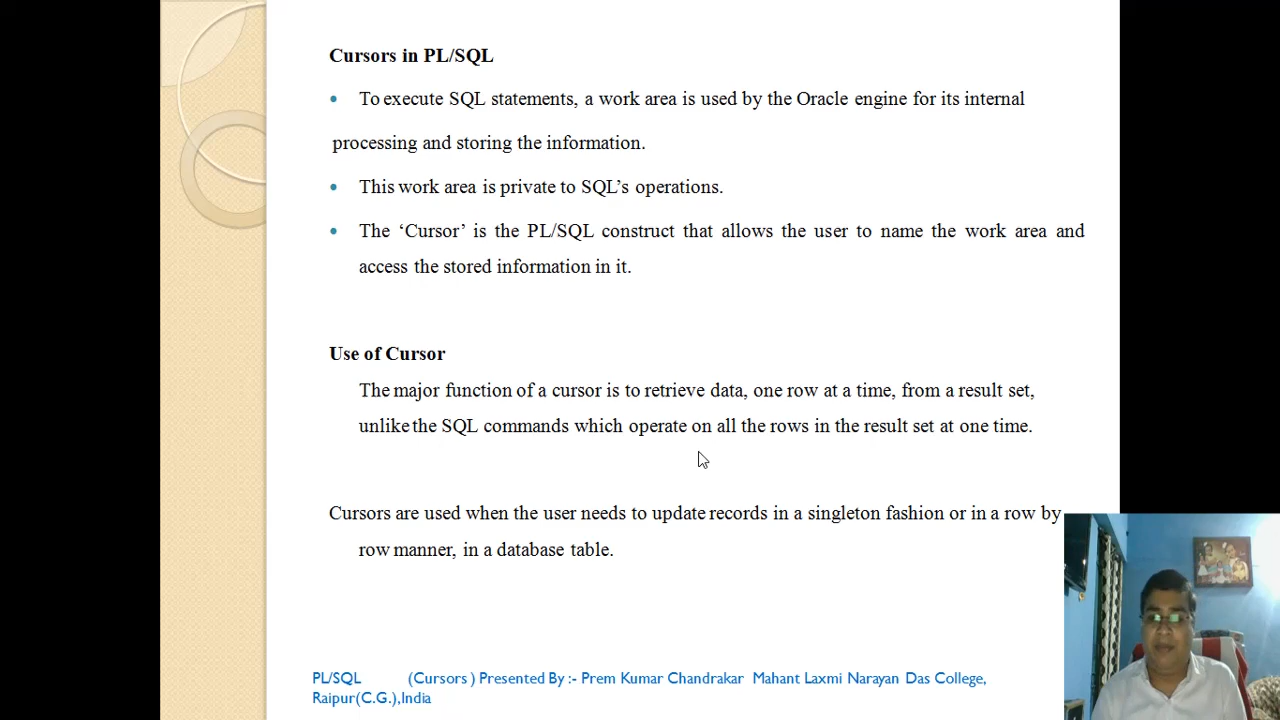 Cursors in PL/SQL
• To execute SQL statements, a work area is used by the Oracle engine for its internal
processing and storing the information.
• This work area is private to SQL’s operations.
• The ‘Cursor’ is the PL/SQL construct that allows the user to name the work area and
access the stored information in it.
Use of Cursor
The major function of a cursor is to retrieve data, one row at a time, from a result set,
unlike the SQL commands which operate on all the rows in the result set at one time.
Cursors are used when the user needs to update records in a singleton fashion or in a row by
row manner, in a database table.
PL/SQL (Cursors ) Presented By :- Prem Kumar Chandrakar Mahant Laxmi Narayan Das College,
Raipur(C.G.),India